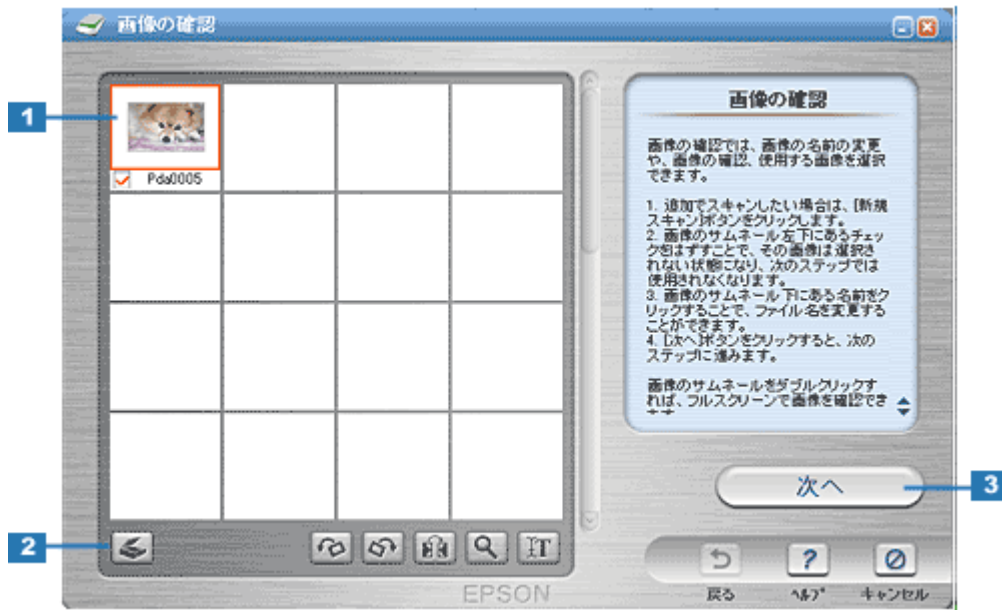 画像の確認
1
Pda0005
画像の確認
画像の確認では、画像の名前の変更
や、画像の確認、使用する画像を選択
できます。
1. 追加でスキャンしたい場合は、[新規
スキャン]ボタンをクリックします。
2. 画像のサムネール左下にあるチェッ
クをはずすことで、その画像は選択さ
れない状態になり、次のステップでは
使用されなくなります。
3. 画像のサムネール下にある名前をク
リックすることで、ファイル名を変更する
ことができます。
4. [次へ]ボタンをクリックすると、次の
ステップに進みます。
画像のサムネールをダブルクリックす
れば、フルスクリーンで画像を確認でき
次へ
3
2
IT
?
EPSON
戻る
ヘルプ
キャンセル